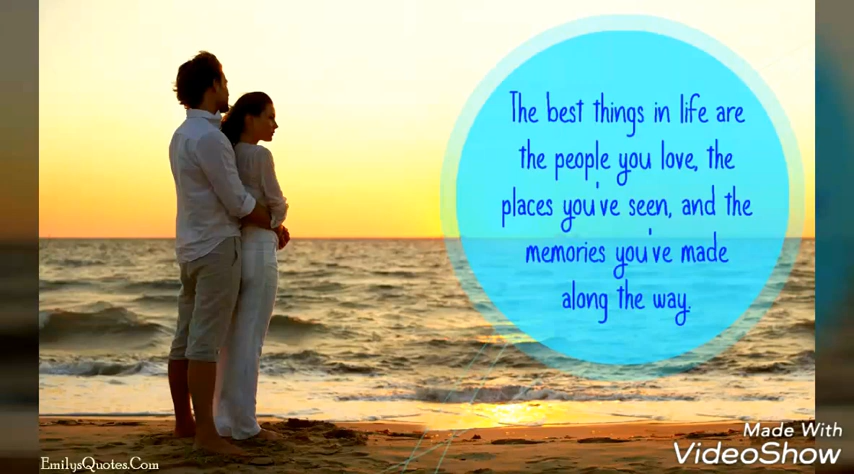 The best things in life are
the people you love, the
places you've seen, and the
memories you've made
along the way.
EmilysQuotes.Com
Made With
VideoShow